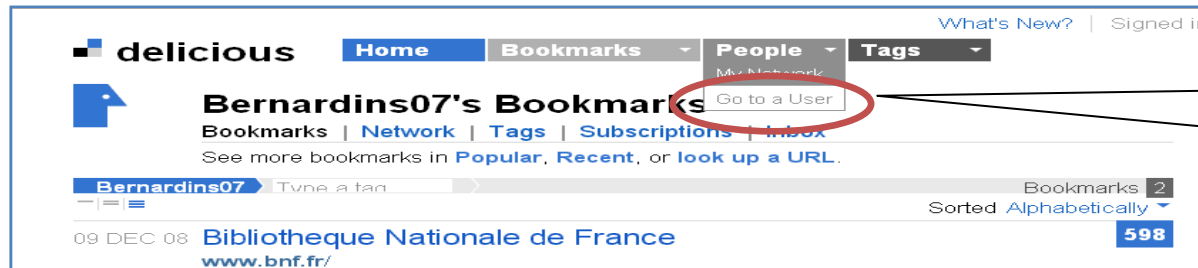 What's New? | Signed i
delicious Home Bookmarks People Tags
My Network
Go to a User
Bernardins07's Bookmarks
Bookmarks | Network | Tags | Subscriptions | Inbox
See more bookmarks in Popular, Recent, or look up a URL.
Bernardins07 Type a tag Bookmarks 2
Sorted Alphabetically
09 DEC 08 Bibliotheque Nationale de France 598
www.bnf.fr/